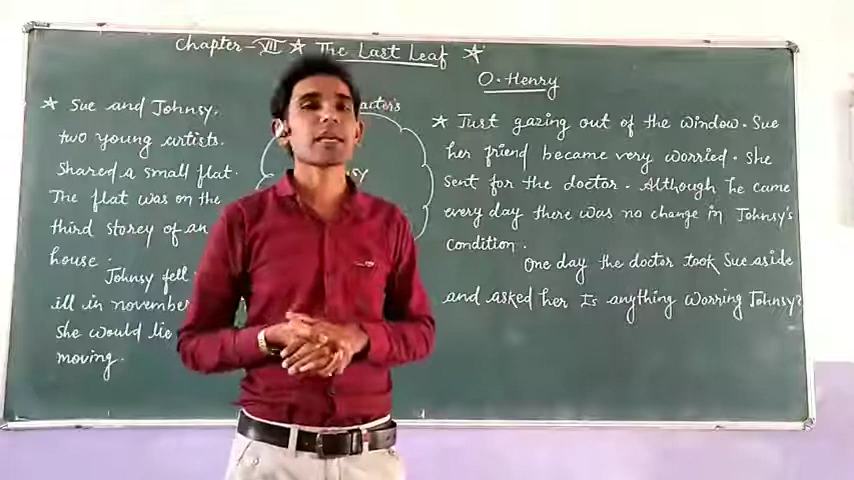 Chapter - VII ☆ The Last Leaf ☆
O. Henry
☆ Sue and Johnsy.
two young artists.
Shared a small flat.
The flat was on the
third storey of an
house.
Johnsy fell
ill in november
she would lie
moving.
acter's
sy
☆ Just gazing out of the window. Sue
her friend became very worried. she
sent for the doctor. Although he came
every day there was no change in Johnsy's
condition.
One day the doctor took Sue aside
and asked her Is anything worring Johnsy?